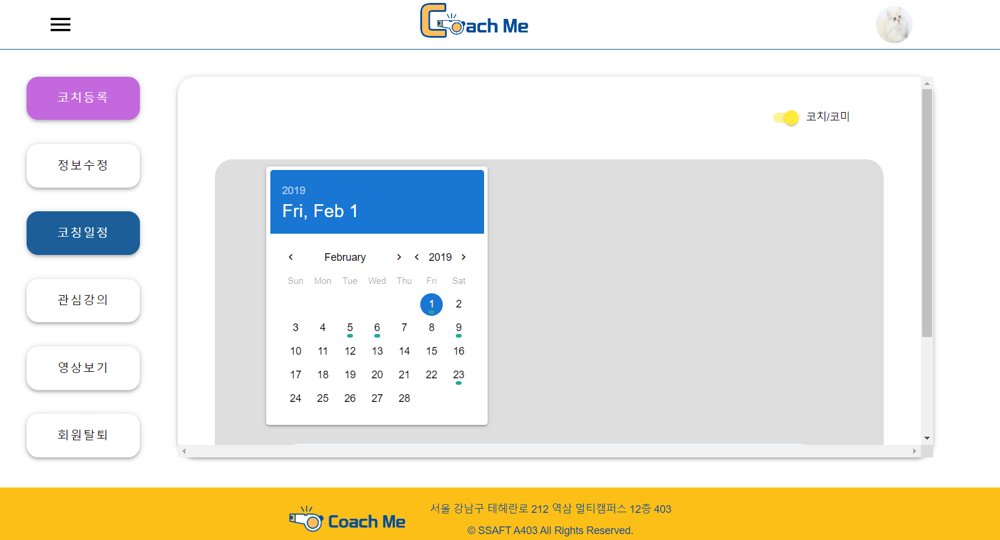 Coach Me
코치등록
정보수정
코칭일정
관심강의
영상보기
회원탈퇴
코치/코미
2019
Fri, Feb 1
February 2019
Sun Mon Tue Wed Thu Fri Sat
1 2
3 4 5 6 7 8 9
10 11 12 13 14 15 16
17 18 19 20 21 22 23
24 25 26 27 28
Coach Me
서울 강남구 테헤란로 212 역삼 멀티캠퍼스 12층 403
© SSAFT A403 All Rights Reserved.